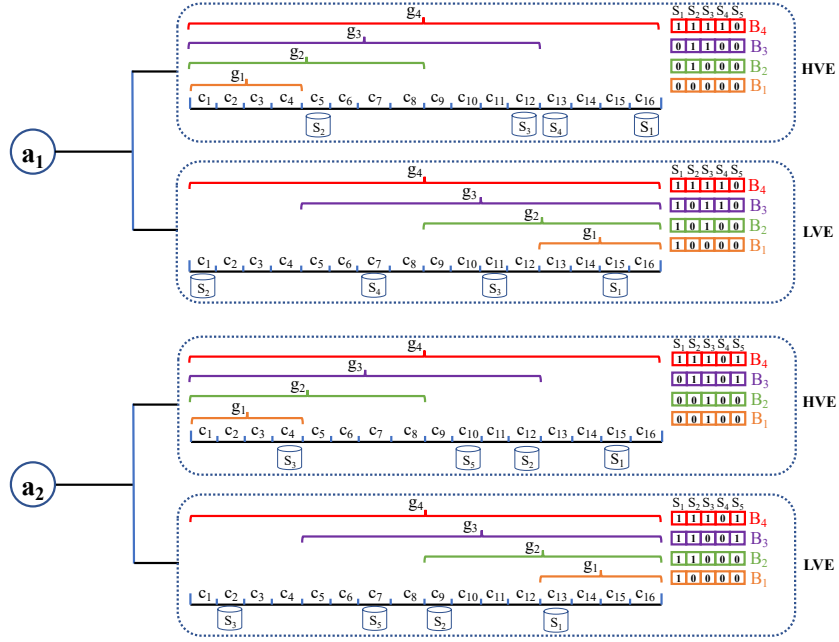 g4 S1 S2 S3 S4 S5
1 1 1 1 0 B4
g3 0 1 1 1 0 B3
g2 0 1 0 0 0 B2
g1 0 0 0 0 0 B1
HVE
c1 c2 c3 c4 c5 c6 c7 c8 c9 c10 c11 c12 c13 c14 c15 c16
S2 S3 S4 S1
a1
S1 S2 S3 S4 S5
g4 1 1 1 1 0 B4
g3 1 0 1 1 0 B3
g2 1 0 1 0 0 B2
g1 1 0 0 0 0 B1
LVE
c1 c2 c3 c4 c5 c6 c7 c8 c9 c10 c11 c12 c13 c14 c15 c16
S2 S4 S3 S1
S1 S2 S3 S4 S5
g4 1 1 1 0 1 B4
g3 0 1 1 0 1 B3
g2 0 0 1 0 0 B2
g1 0 0 1 0 0 B1
HVE
c1 c2 c3 c4 c5 c6 c7 c8 c9 c10 c11 c12 c13 c14 c15 c16
S3 S5 S2 S1
a2
S1 S2 S3 S4 S5
g4 1 1 1 0 1 B4
g3 1 1 0 0 1 B3
g2 1 1 0 0 0 B2
g1 1 0 0 0 0 B1
LVE
c1 c2 c3 c4 c5 c6 c7 c8 c9 c10 c11 c12 c13 c14 c15 c16
S3 S5 S2 S1